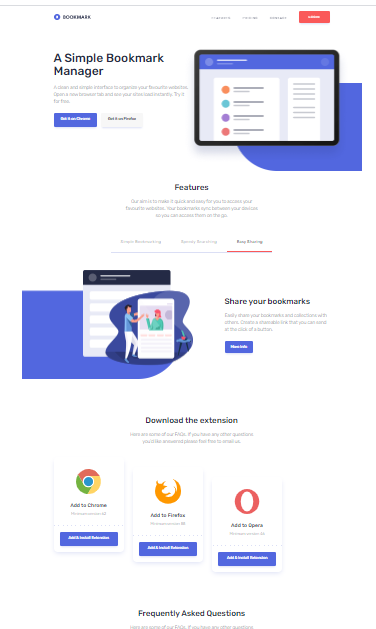 BOOKMARK
FEATURES PRICING CONTACT LOGIN
A Simple Bookmark
Manager
A clean and simple interface to organize your favourite websites.
Open a new browser tab and see your sites load instantly. Try it
for free.
Get it on Chrome Get it on Firefox
Features
Our aim is to make it quick and easy for you to access your
favourite websites. Your bookmarks sync between your devices
so you can access them on the go.
Simple Bookmarking Speedy Searching Easy Sharing
Share your bookmarks
Easily share your bookmarks and collections with
others. Create a shareable link that you can send
at the click of a button.
More Info
Download the extension
Here are some of our FAQs. If you have any other questions
you'd like answered please feel free to email us.
Add to Chrome
Minimum version 62
Add & Install Extension
Add to Firefox
Add & Install Extension
Add to Opera
Add & Install Extension
Frequently Asked Questions
Here are some of our FAQs. If you have any other questions